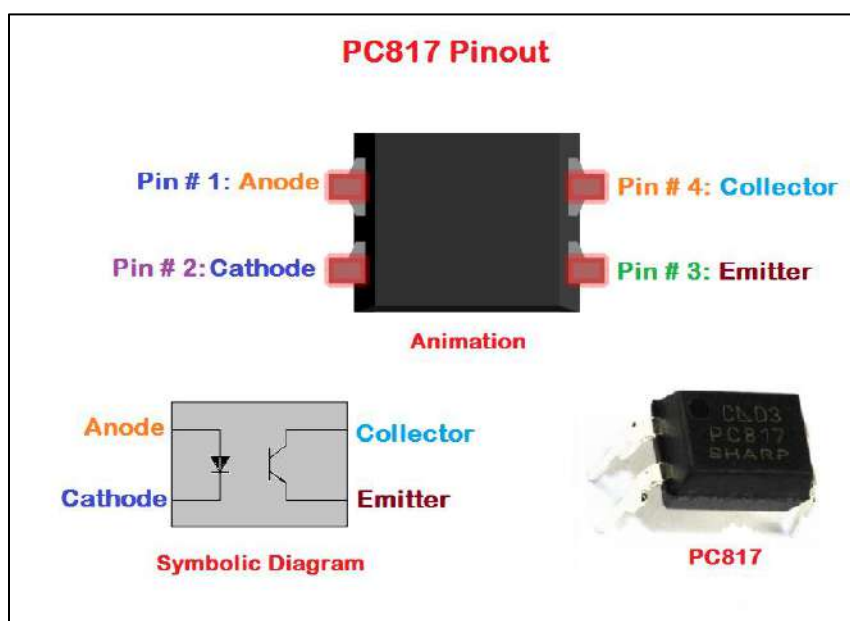 PC817 Pinout
Pin # 1: Anode
Pin # 4: Collector
Pin # 2: Cathode
Pin # 3: Emitter
Animation
Anode
Collector
Cathode
Emitter
Symbolic Diagram
PC817
SHARP
PC817